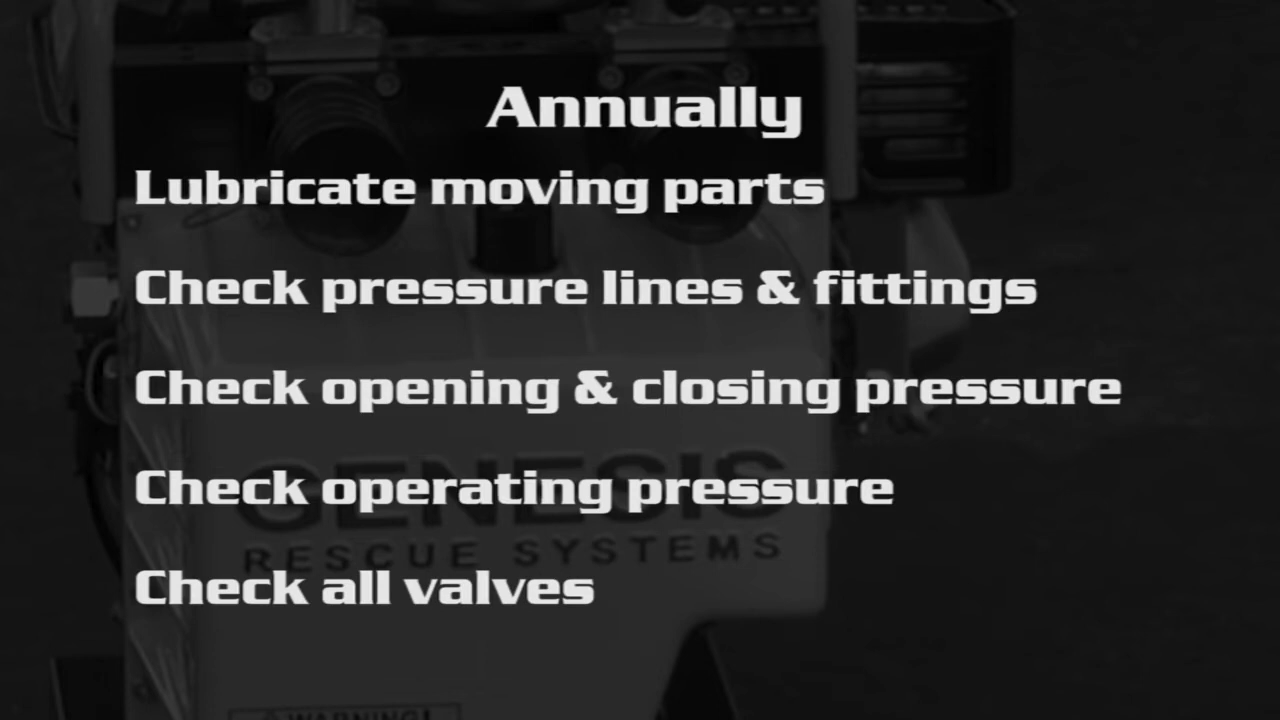 Annually
Lubricate moving parts
Check pressure lines & fittings
Check opening & closing pressure
Check operating pressure
GENESIS
RESCUE SYSTEMS
Check all valves
WARNING!